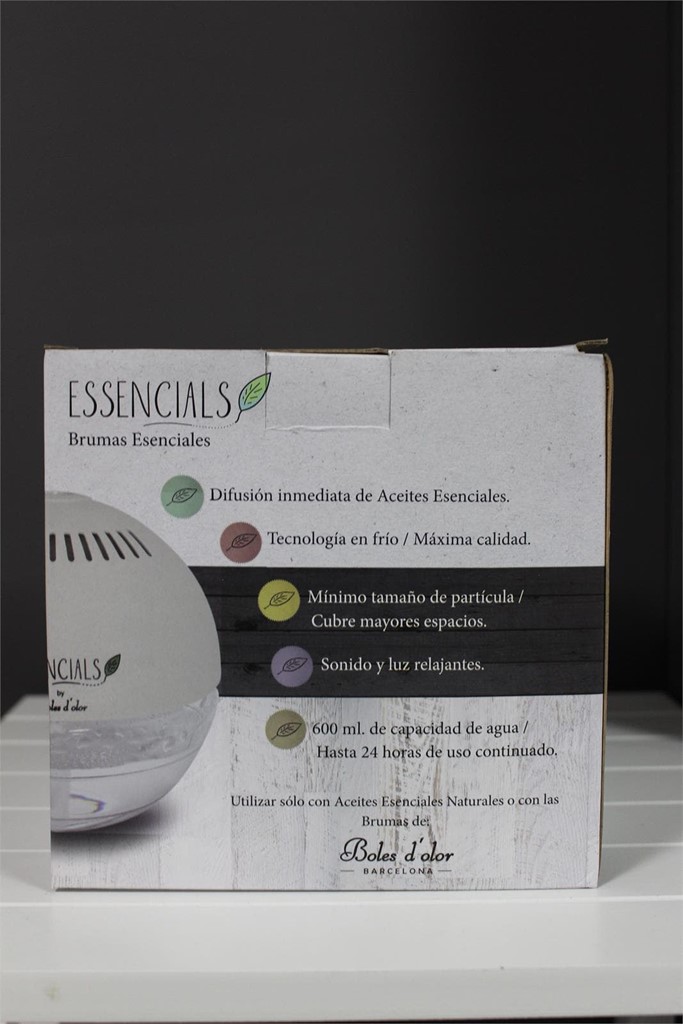 ESSENCIALS
Brumas Esenciales
Difusión inmediata de Aceites Esenciales.
Tecnología en frío / Máxima calidad.
Mínimo tamaño de partícula /
Cubre mayores espacios.
Sonido y luz relajantes.
NCIALS
by
les d'olor
600 ml. de capacidad de agua /
Hasta 24 horas de uso continuado.
Utilizar sólo con Aceites Esenciales Naturales o con las
Brumas de:
Boles d'olor
BARCELONA